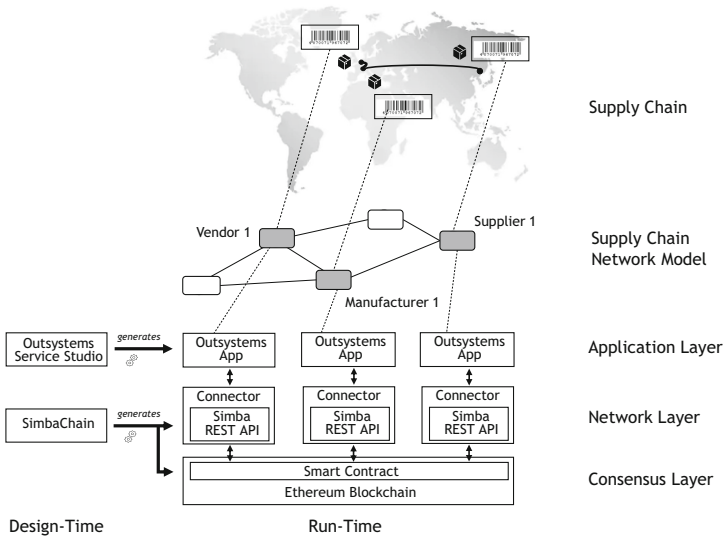 Supply Chain
Vendor 1
Supplier 1
Supply Chain
Network Model
Manufacturer 1
Outsystems
Service Studio
generates
Outsystems
App
Outsystems
App
Outsystems
App
Application Layer
SimbaChain
generates
Connector
Simba
REST API
Connector
Simba
REST API
Connector
Simba
REST API
Network Layer
Smart Contract
Ethereum Blockchain
Consensus Layer
Design-Time
Run-Time